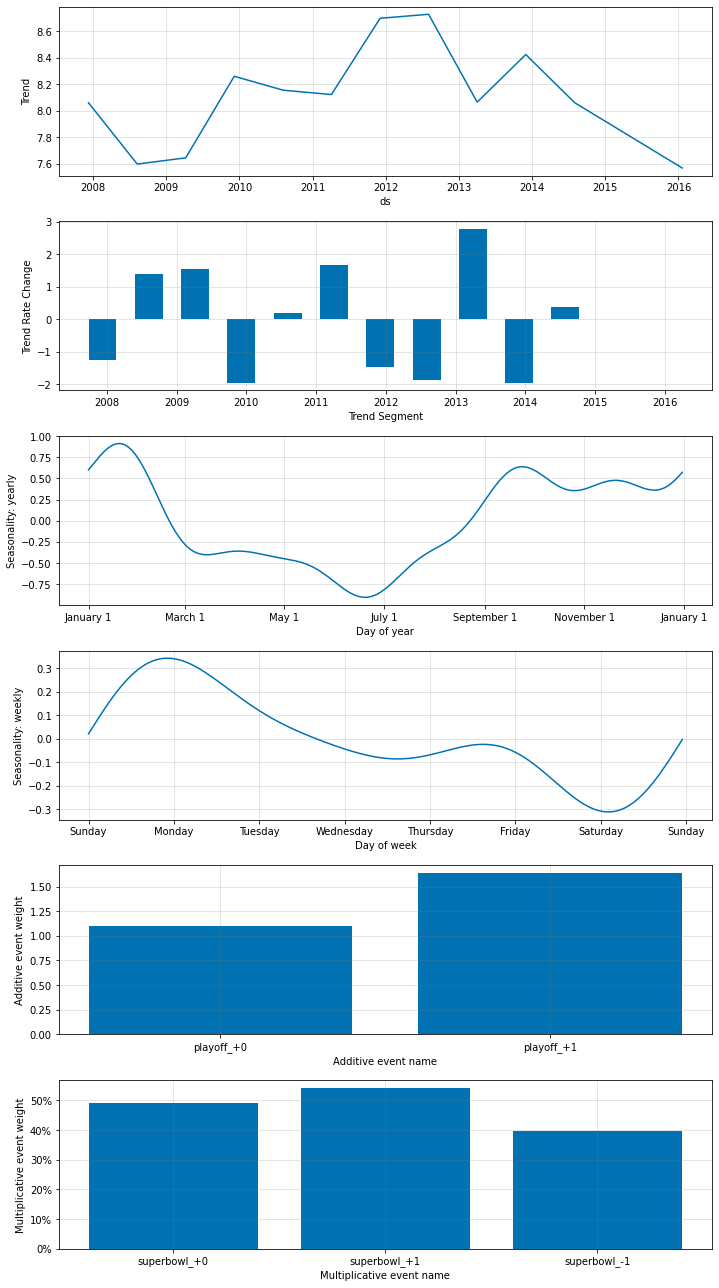 8.6
8.4
8.2
8.0
7.8
7.6
Trend
2008 2009 2010 2011 2012 2013 2014 2015 2016
ds
3
2
1
0
−1
−2
Trend Rate Change
2008 2009 2010 2011 2012 2013 2014 2015 2016
Trend Segment
1.00
0.75
0.50
0.25
0.00
−0.25
−0.50
−0.75
Seasonality: yearly
January 1 March 1 May 1 July 1 September 1 November 1 January 1
Day of year
0.3
0.2
0.1
0.0
−0.1
−0.2
−0.3
Seasonality: weekly
Sunday Monday Tuesday Wednesday Thursday Friday Saturday Sunday
Day of week
1.50
1.25
1.00
0.75
0.50
0.25
0.00
Additive event weight
playoff_+0 playoff_+1
Additive event name
50%
40%
30%
20%
10%
0%
Multiplicative event weight
superbowl_+0 superbowl_+1 superbowl_-1
Multiplicative event name